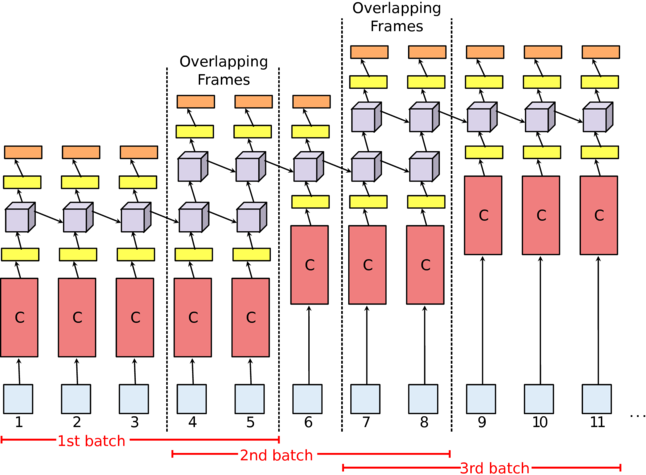 Overlapping
Frames
Overlapping
Frames
C C C C C C C C C C C
1 2 3 4 5 6 7 8 9 10 11 ...
1st batch
2nd batch
3rd batch